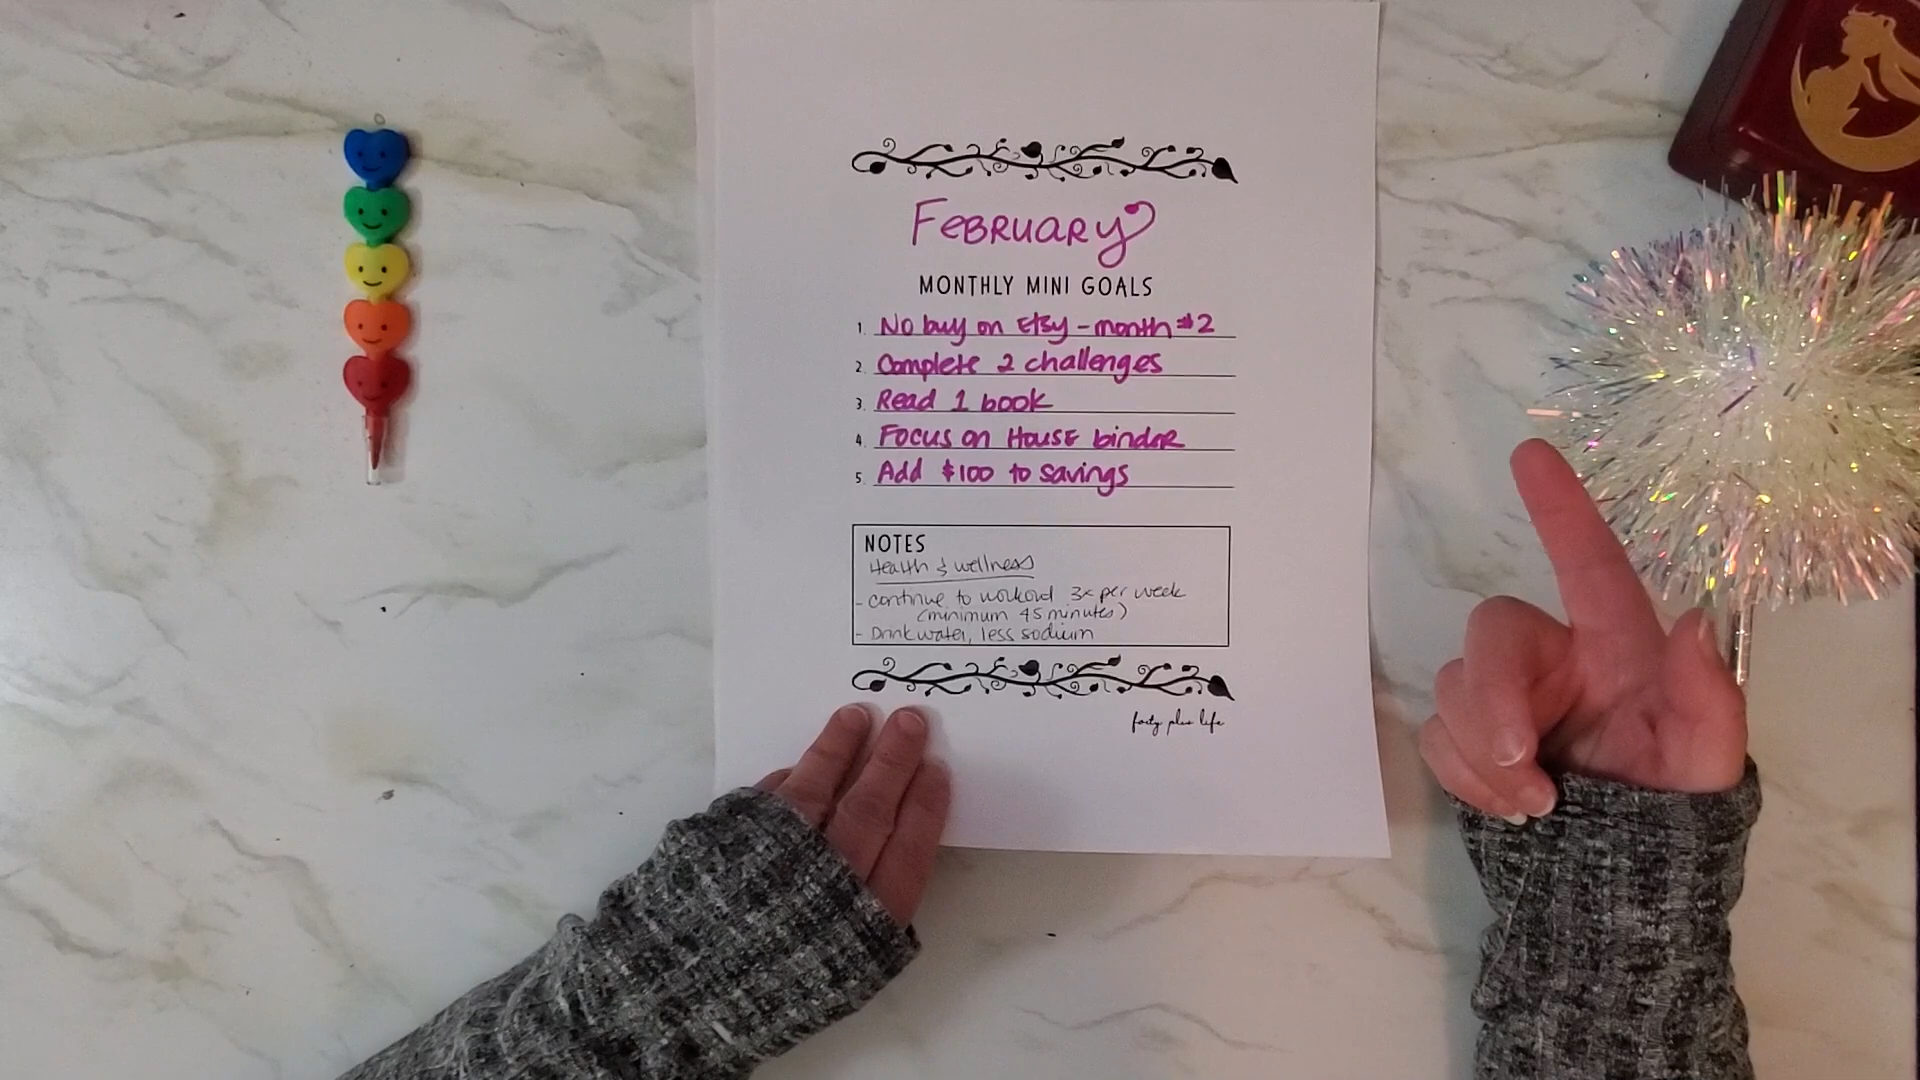 February
MONTHLY MINI GOALS
1. No buy on Etsy - month #2
2. Complete 2 challenges
3. Read 1 book
4. Focus on House binder
5. Add $100 to savings
NOTES
Health & wellness
- continue to workout 3x per week
(minimum 45 minutes)
- Drink water, less sodium
forty plus life